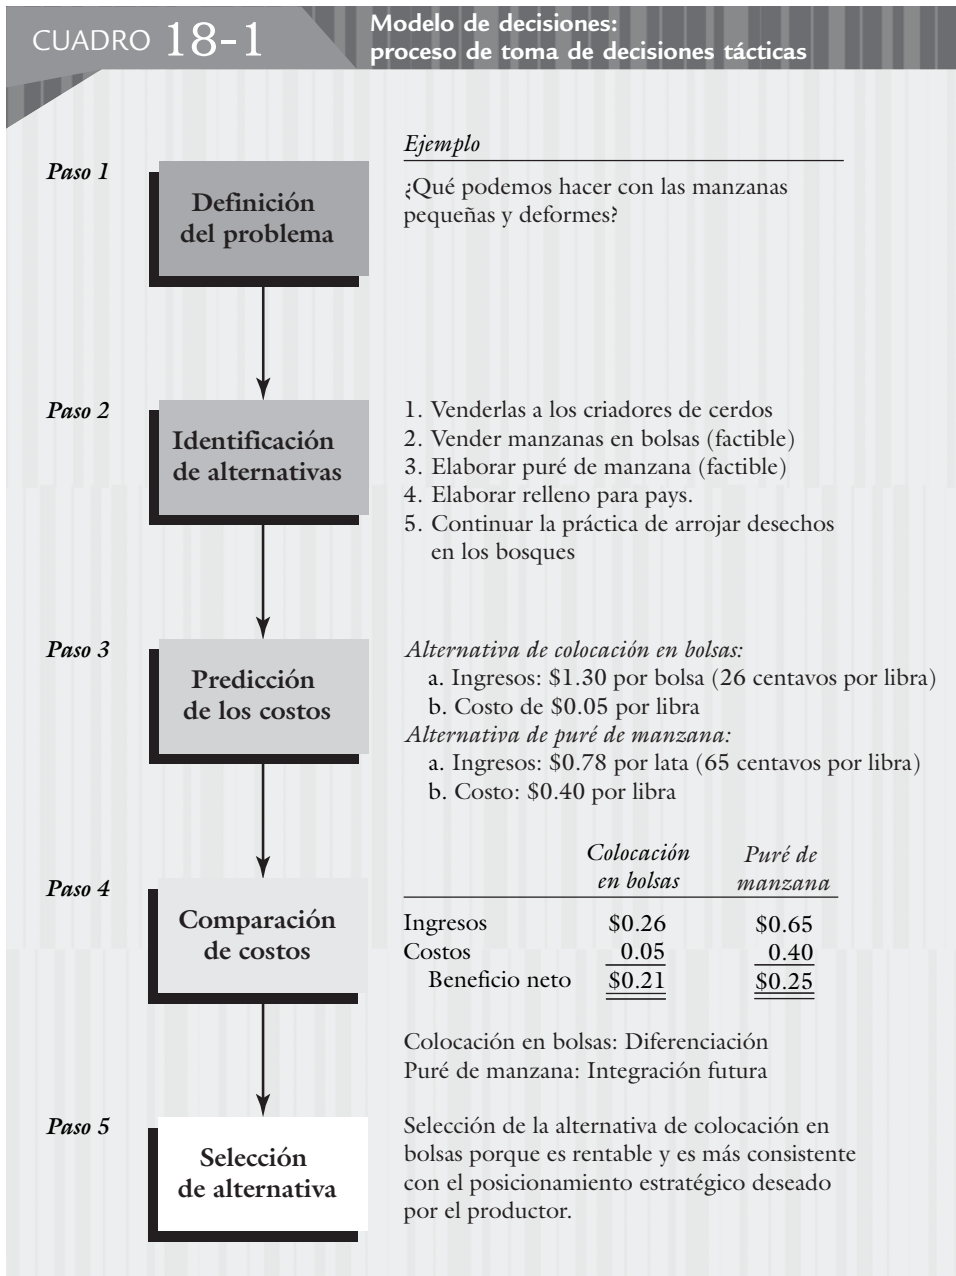 CUADRO 18-1
Modelo de decisiones:
proceso de toma de decisiones tácticas
Ejemplo
Paso 1
Definición
del problema
¿Qué podemos hacer con las manzanas
pequeñas y deformes?
Paso 2
Identificación
de alternativas
1. Venderlas a los criadores de cerdos
2. Vender manzanas en bolsas (factible)
3. Elaborar puré de manzana (factible)
4. Elaborar relleno para pays.
5. Continuar la práctica de arrojar desechos
en los bosques
Paso 3
Predicción
de los costos
Alternativa de colocación en bolsas:
a. Ingresos: $1.30 por bolsa (26 centavos por libra)
b. Costo de $0.05 por libra
Alternativa de puré de manzana:
a. Ingresos: $0.78 por lata (65 centavos por libra)
b. Costo: $0.40 por libra
Paso 4
Comparación
de costos
Colocación Puré de
en bolsas manzana
Ingresos $0.26 $0.65
Costos 0.05 0.40
Beneficio neto $0.21 $0.25
Colocación en bolsas: Diferenciación
Puré de manzana: Integración futura
Paso 5
Selección
de alternativa
Selección de la alternativa de colocación en
bolsas porque es rentable y es más consistente
con el posicionamiento estratégico deseado
por el productor.